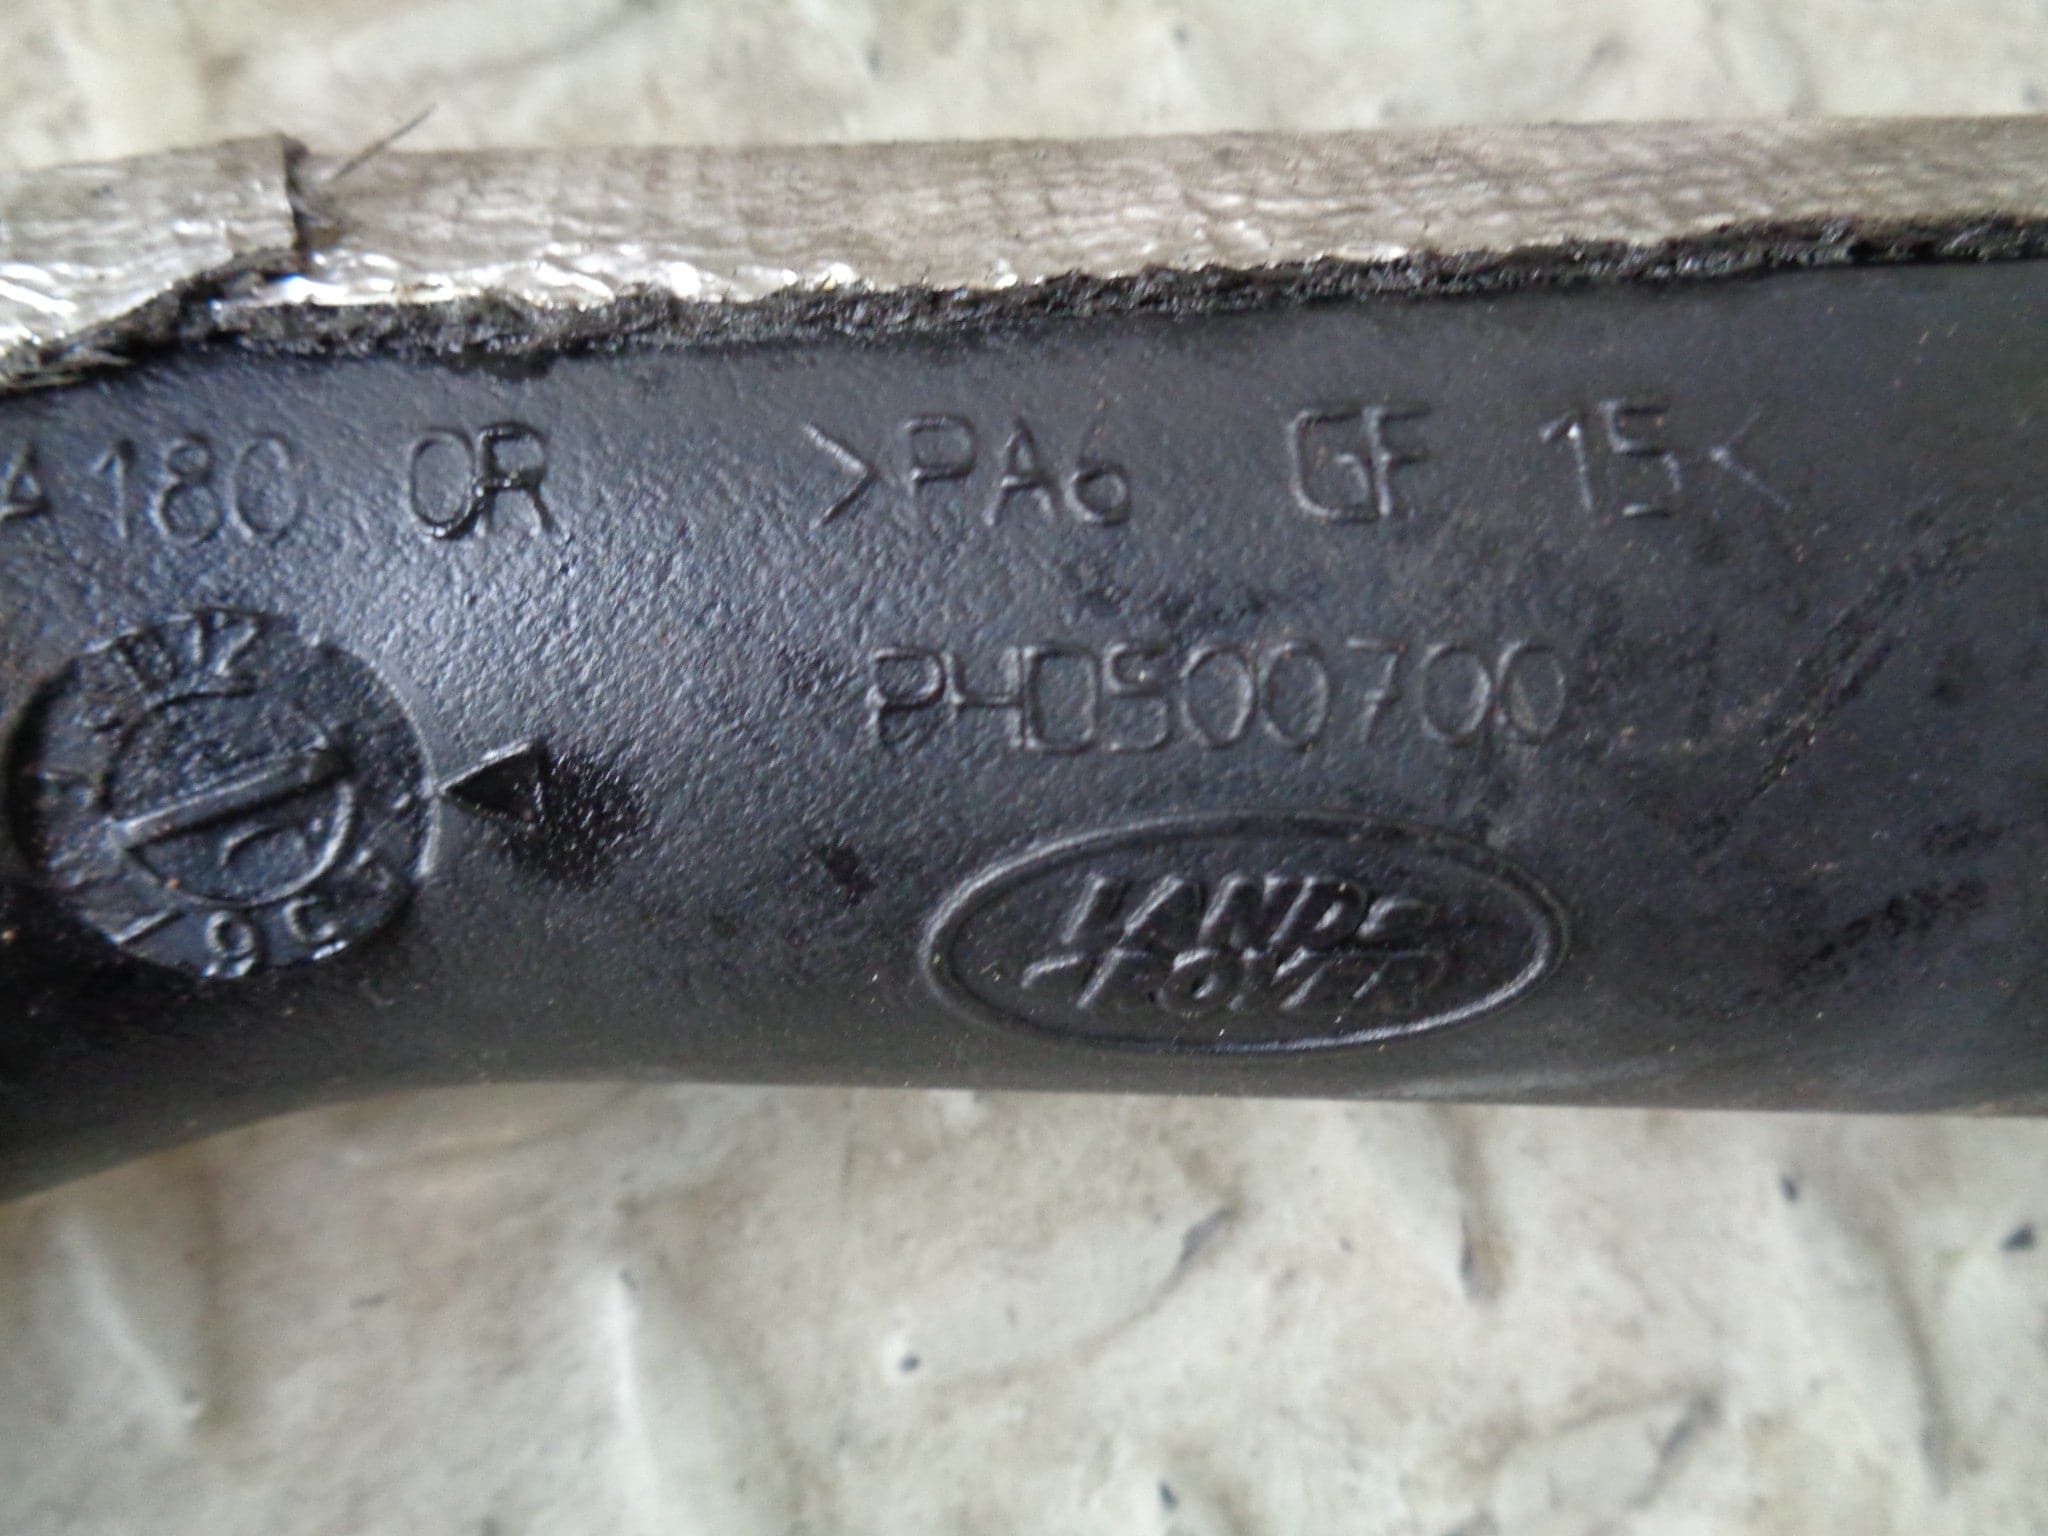 180 OR >PA6 GF 15<
PHD500700
LAND-
-ROVER